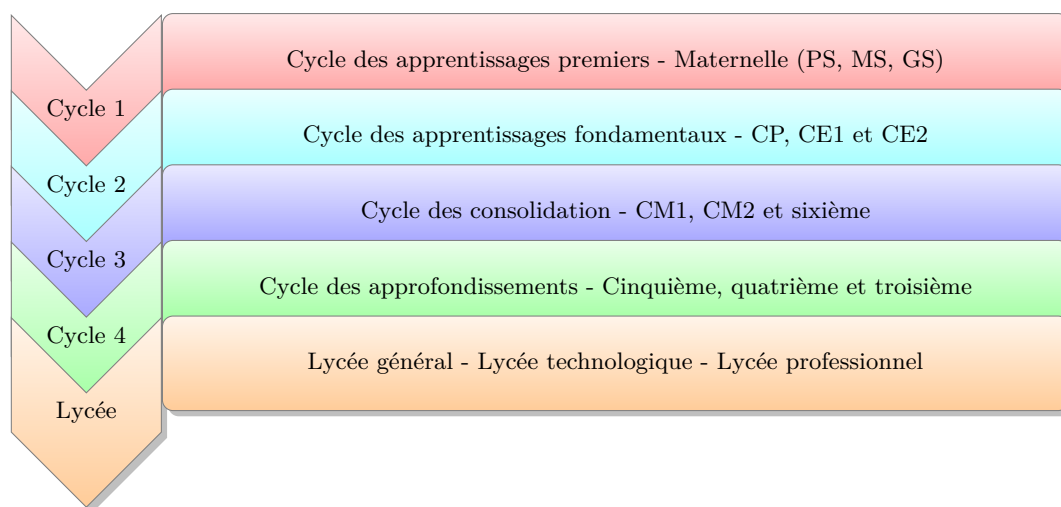 Cycle des apprentissages premiers - Maternelle (PS, MS, GS)
Cycle 1
Cycle des apprentissages fondamentaux - CP, CE1 et CE2
Cycle 2
Cycle des consolidation - CM1, CM2 et sixième
Cycle 3
Cycle des approfondissements - Cinquième, quatrième et troisième
Cycle 4
Lycée général - Lycée technologique - Lycée professionnel
Lycée